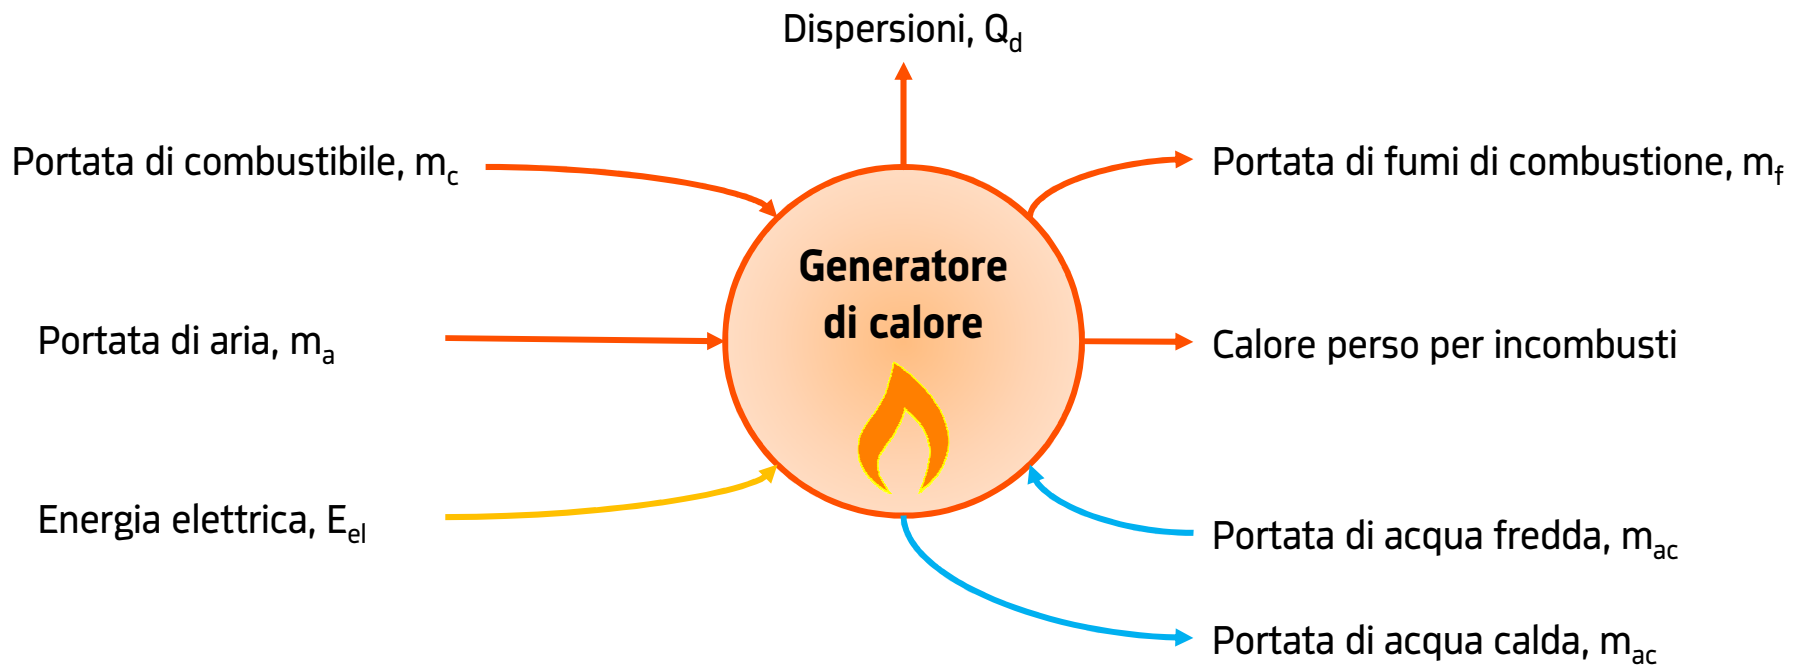 Dispersioni, Qd
Portata di combustibile, mc
Portata di fumi di combustione, mf
Generatore
di calore
Portata di aria, ma
Calore perso per incombusti
Energia elettrica, Eel
Portata di acqua fredda, mac
Portata di acqua calda, mac